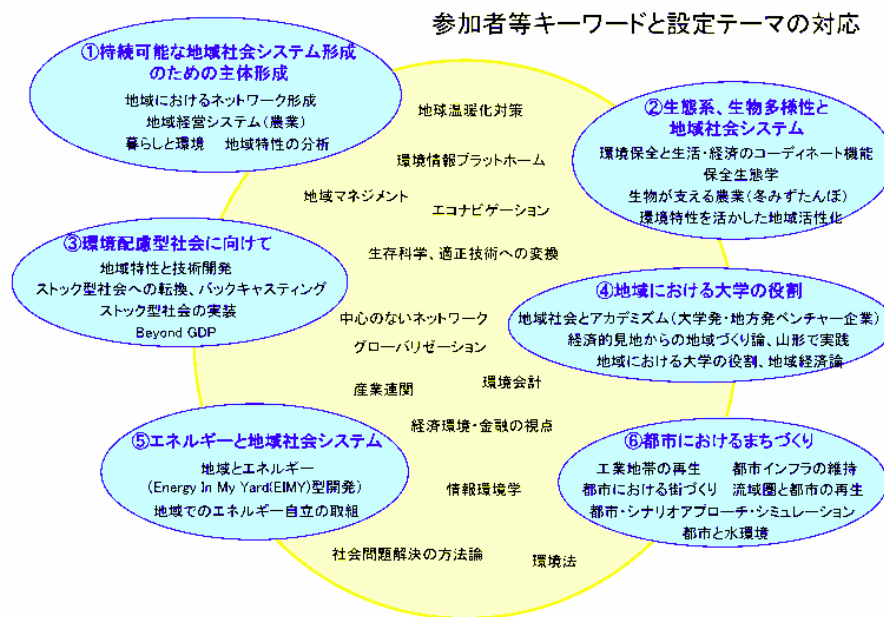 参加者等キーワードと設定テーマの対応
①持続可能な地域社会システム形成
のための主体形成
地域におけるネットワーク形成
地域経営システム(農業)
暮らしと環境 地域特性の分析
②生態系、生物多様性と
地域社会システム
環境保全と生活・経済のコーディネート機能
保全生態学
生物が支える農業(冬みずたんぼ)
環境特性を活かした地域活性化
③環境配慮型社会に向けて
地域特性と技術開発
ストック型社会への転換、バックキャスティング
ストック型社会の実装
Beyond GDP
④地域における大学の役割
地域社会とアカデミズム(大学発・地方発ベンチャー企業)
経済的見地からの地域づくり論、山形で実践
地域における大学の役割、地域経済論
⑤エネルギーと地域社会システム
地域とエネルギー
(Energy In My Yard(EIMY)型開発)
地域でのエネルギー自立の取組
⑥都市におけるまちづくり
工業地帯の再生 都市インフラの維持
都市における街づくり 流域圏と都市の再生
都市・シナリオアプローチ・シミュレーション
都市と水環境
地球温暖化対策
環境情報プラットホーム
地域マネジメント
エコナビゲーション
生存科学、適正技術への変換
中心のないネットワーク
グローバリゼーション
産業連関
環境会計
経済環境・金融の視点
情報環境学
社会問題解決の方法論
環境法